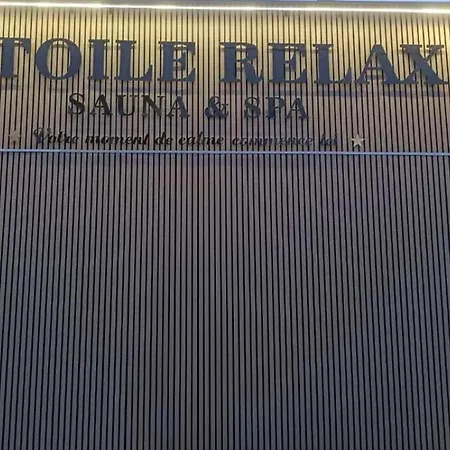 TOILE RELAX
SAUNA & SPA
Votre moment de calme commence ici